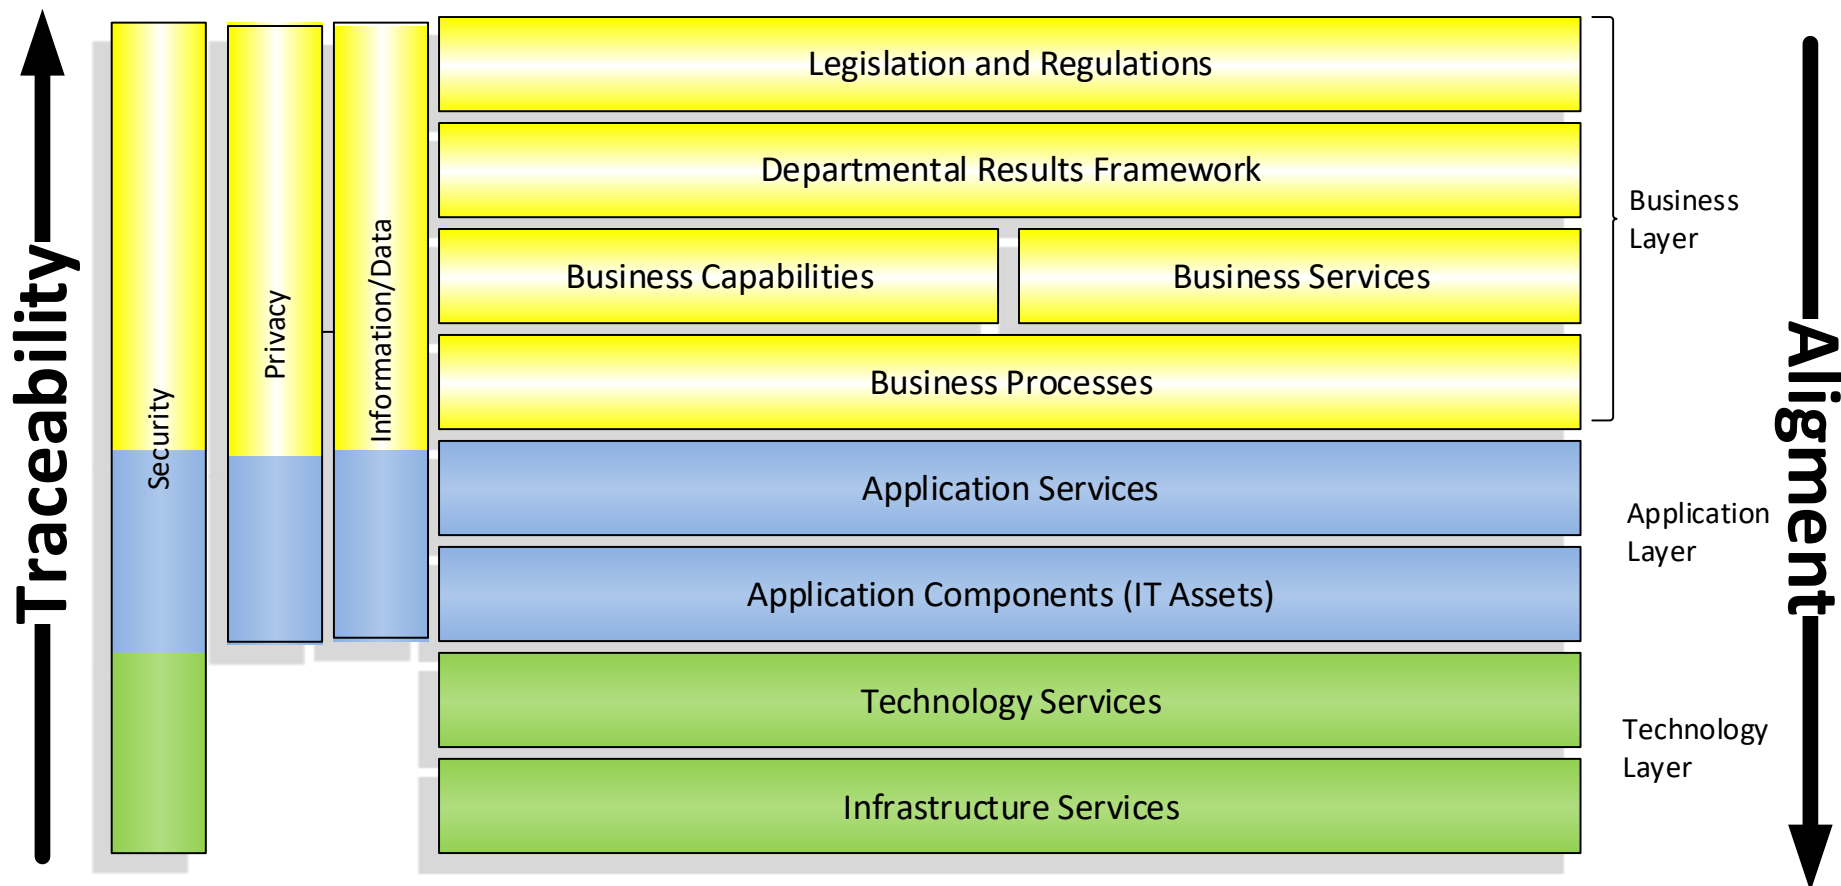 Traceability
Security
Privacy
Information/Data
Legislation and Regulations
Departmental Results Framework
Business Capabilities
Business Services
Business Processes
Application Services
Application Components (IT Assets)
Technology Services
Infrastructure Services
Business
Layer
Application
Layer
Technology
Layer
Aligment